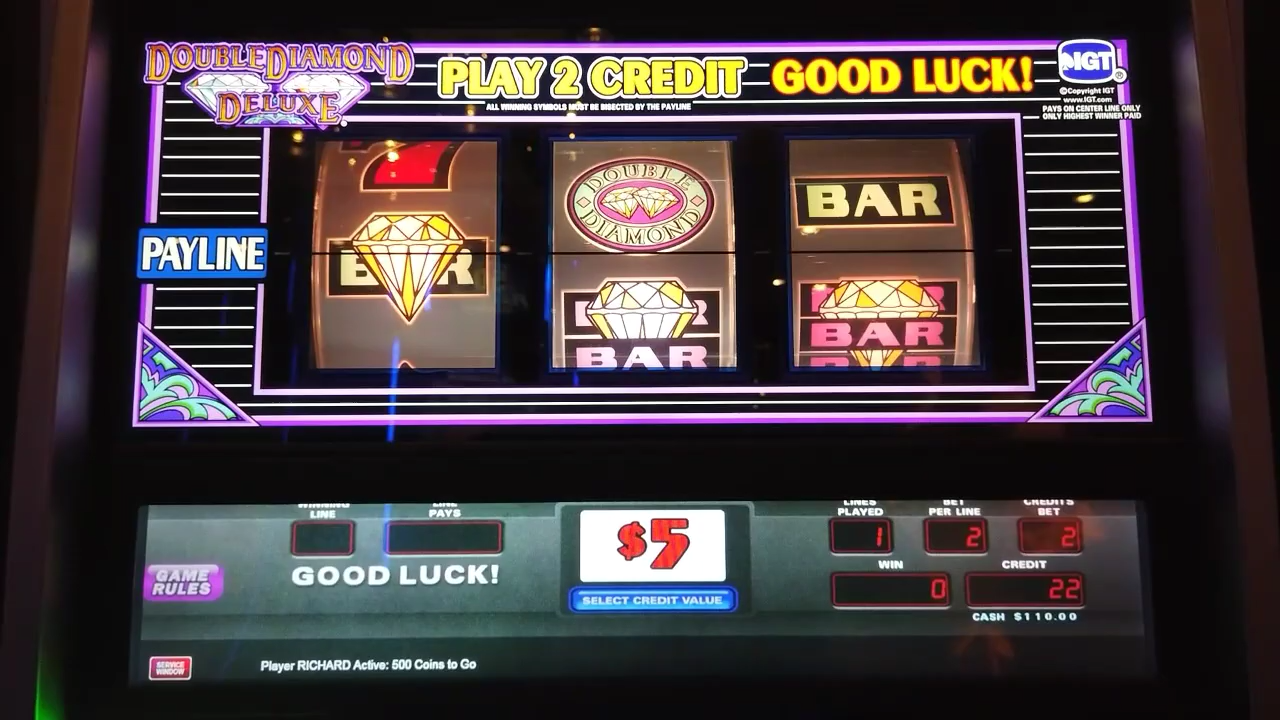 DOUBLE DIAMOND
DELUXE
PLAY 2 CREDIT GOOD LUCK!
ALL WINNING SYMBOLS MUST BE BISECTED BY THE PAYLINE
IGT
©Copyright IGT
www.IGT.com
PAYS ON CENTER LINE ONLY
ONLY HIGHEST WINNER PAID
7
DOUBLE
DIAMOND
BAR
PAYLINE
B R
R
BAR
BAR
WINNING
LINE
LINE
PAYS
LINES
PLAYED
BET
PER LINE
CREDITS
BET
$5
1
2
2
GOOD LUCK!
WIN
CREDIT
GAME
RULES
0
22
SELECT CREDIT VALUE
CASH $110.00
SERVICE
WINDOW
Player RICHARD Active: 500 Coins to Go